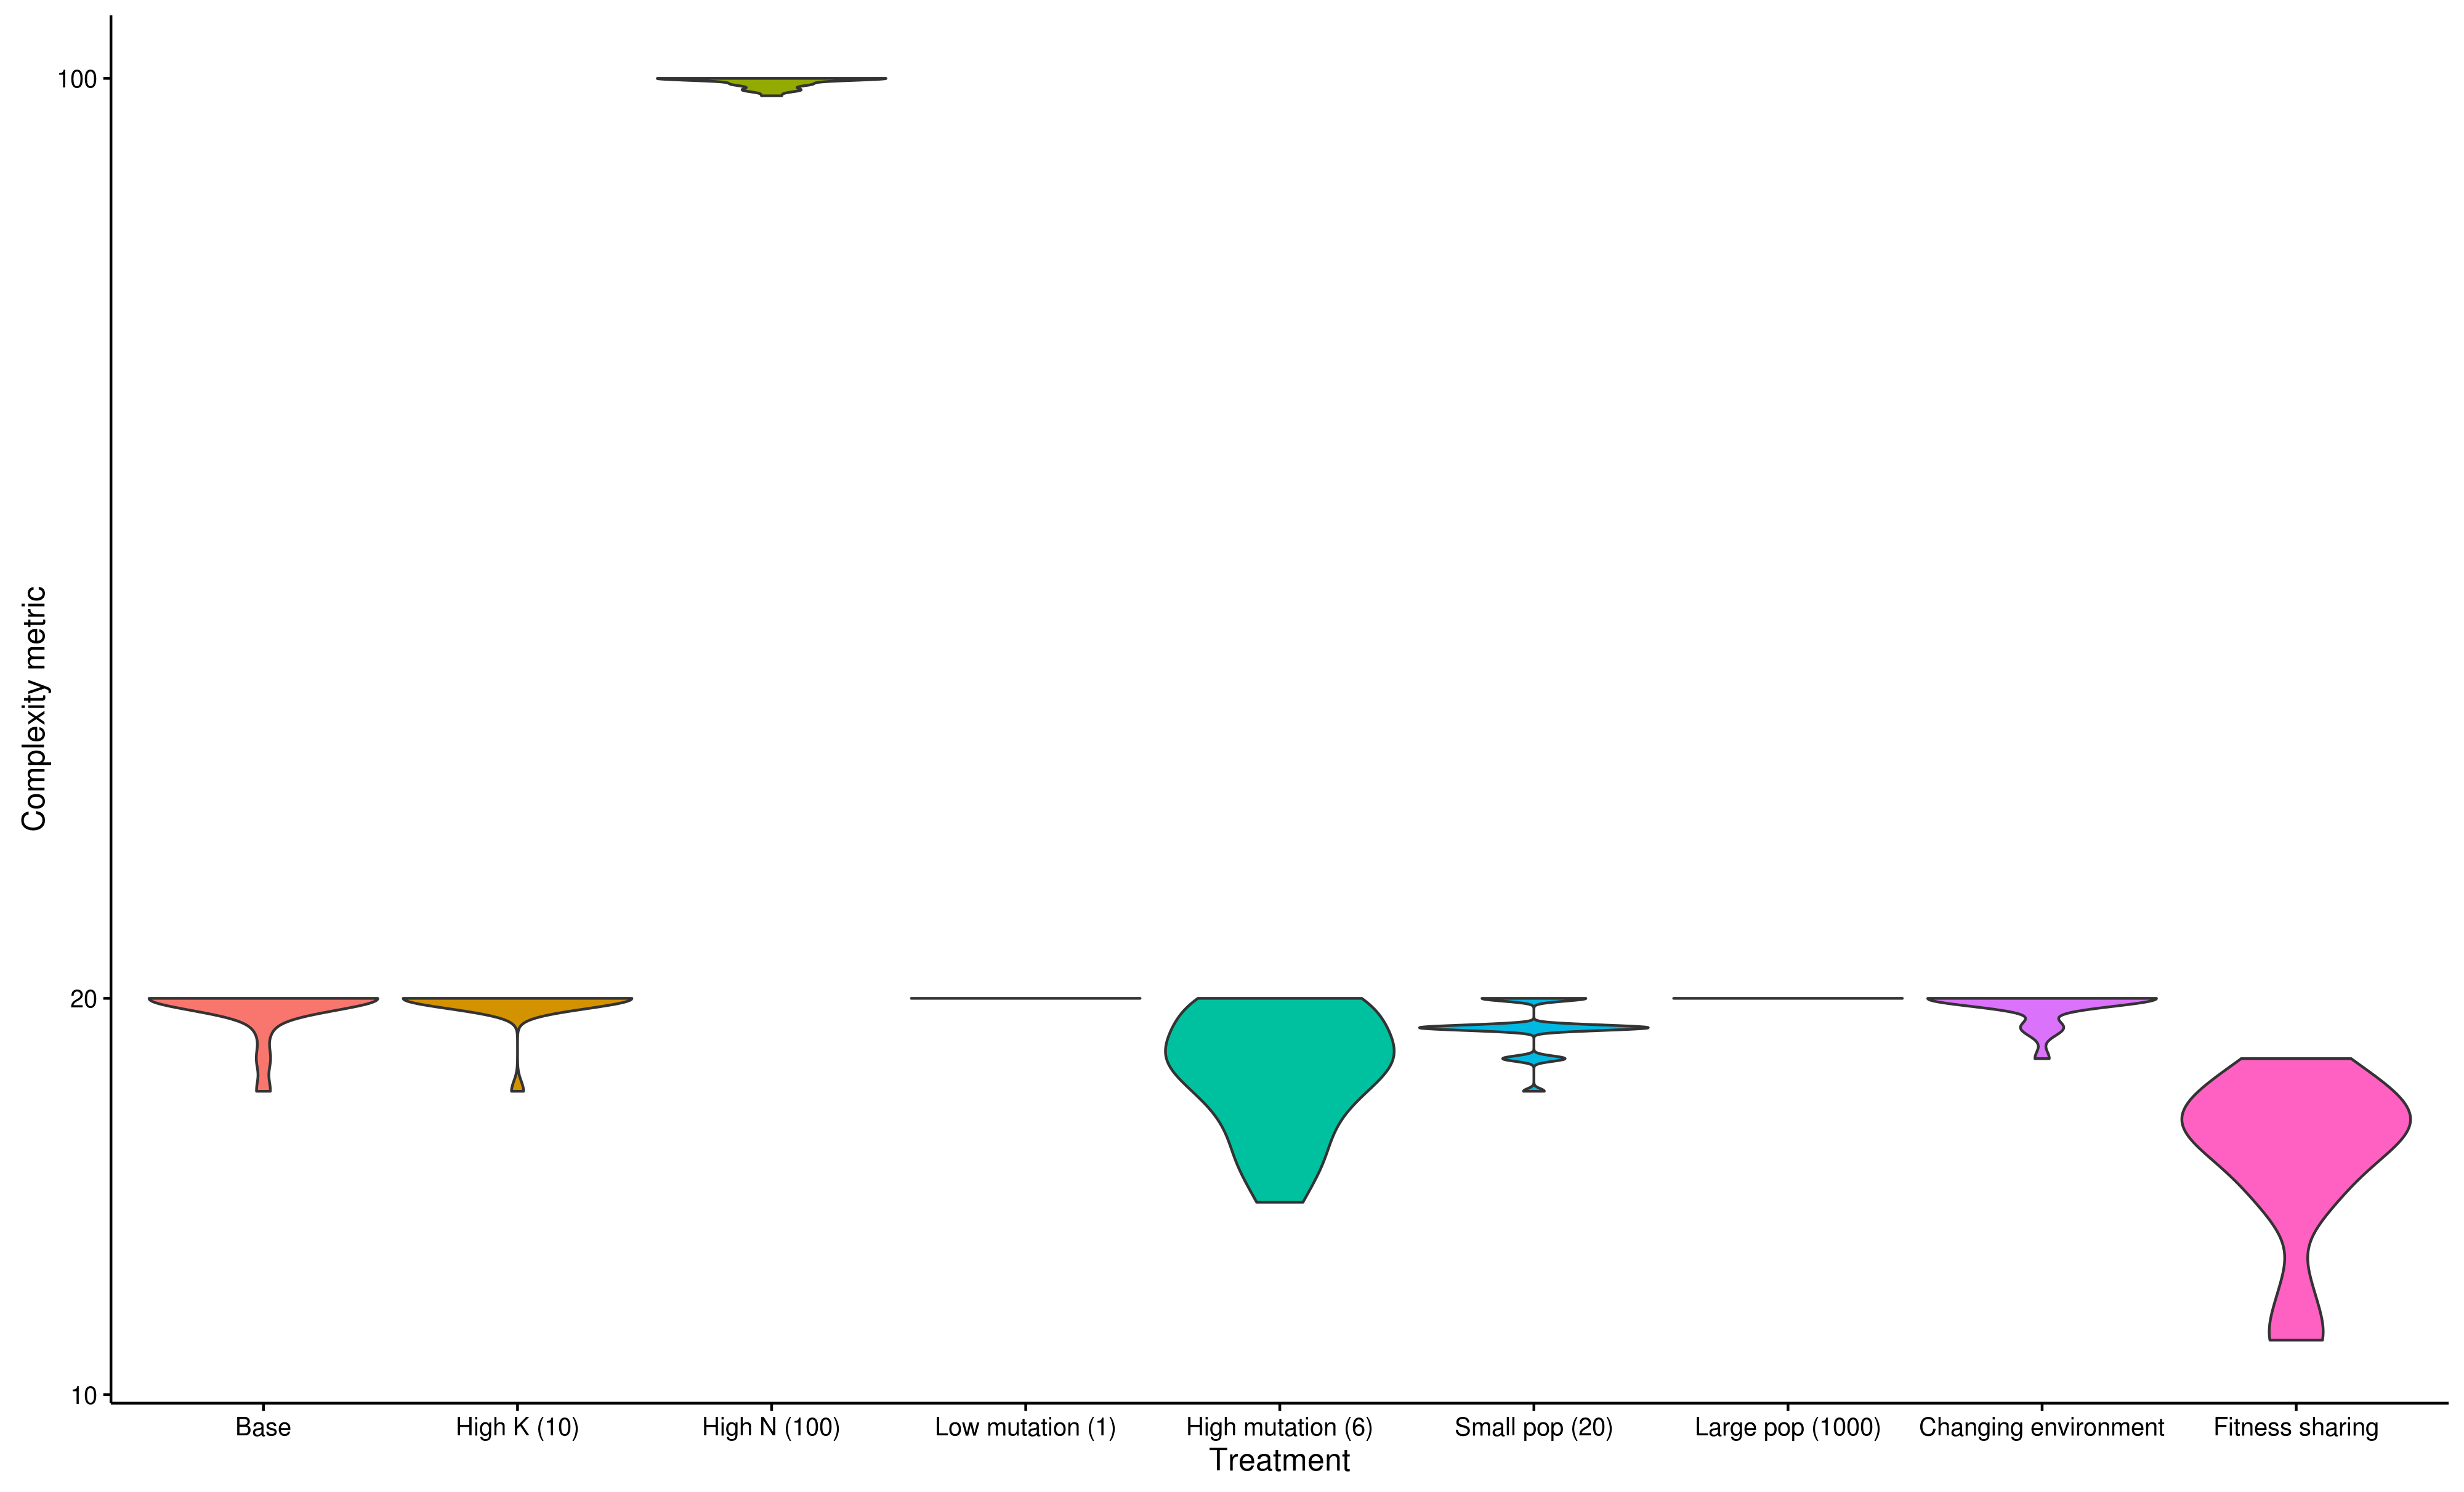 100
20
10
Complexity metric
Base
High K (10)
High N (100)
Low mutation (1)
High mutation (6)
Small pop (20)
Large pop (1000)
Changing environment
Fitness sharing
Treatment